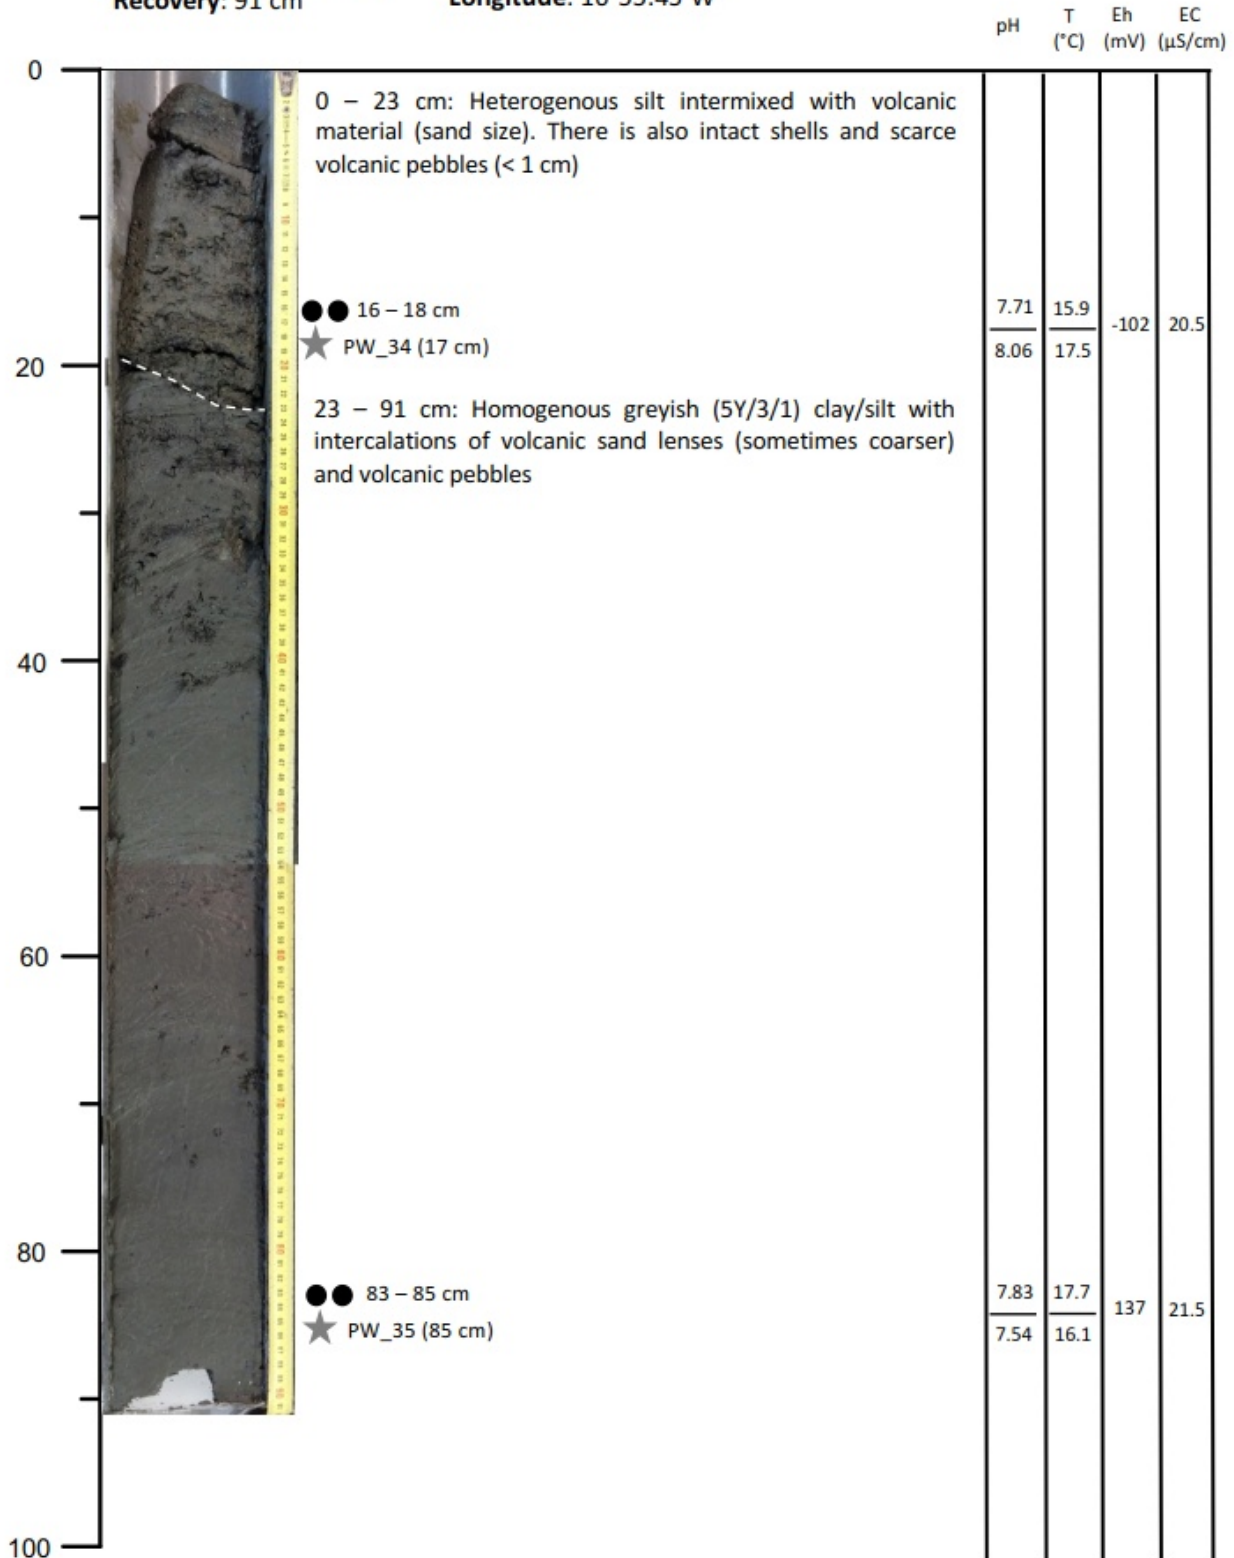 Recovery: 91 cm
pH
T
(°C)
Eh
(mV)
EC
(µS/cm)
0
0 – 23 cm: Heterogenous silt intermixed with volcanic
material (sand size). There is also intact shells and scarce
volcanic pebbles (< 1 cm)
16 – 18 cm
PW_34 (17 cm)
7.71
8.06
15.9
17.5
-102
20.5
20
23 – 91 cm: Homogenous greyish (5Y/3/1) clay/silt with
intercalations of volcanic sand lenses (sometimes coarser)
and volcanic pebbles
40
60
80
83 – 85 cm
PW_35 (85 cm)
7.83
7.54
17.7
16.1
137
21.5
100